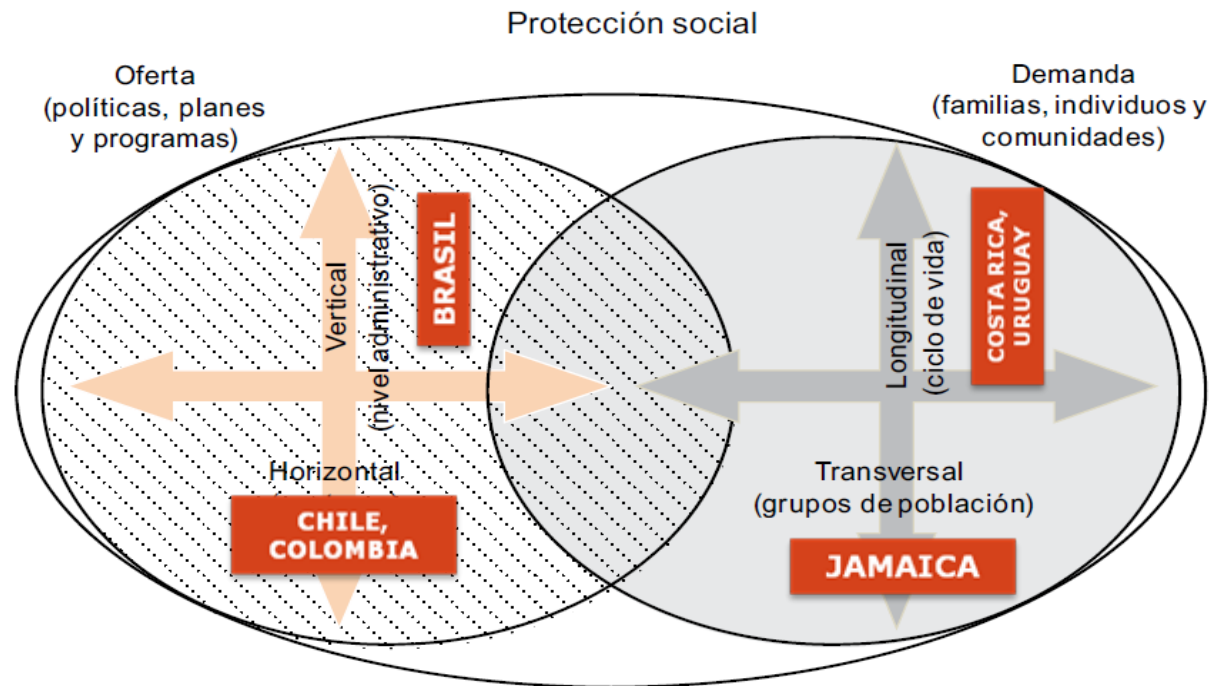 Protección social
Oferta
(políticas, planes
y programas)
Demanda
(familias, individuos y
comunidades)
Vertical
(nivel administrativo)
BRASIL
Longitudinal
(ciclo de vida)
COSTA RICA,
URUGUAY
Horizontal
CHILE,
COLOMBIA
Transversal
(grupos de población)
JAMAICA